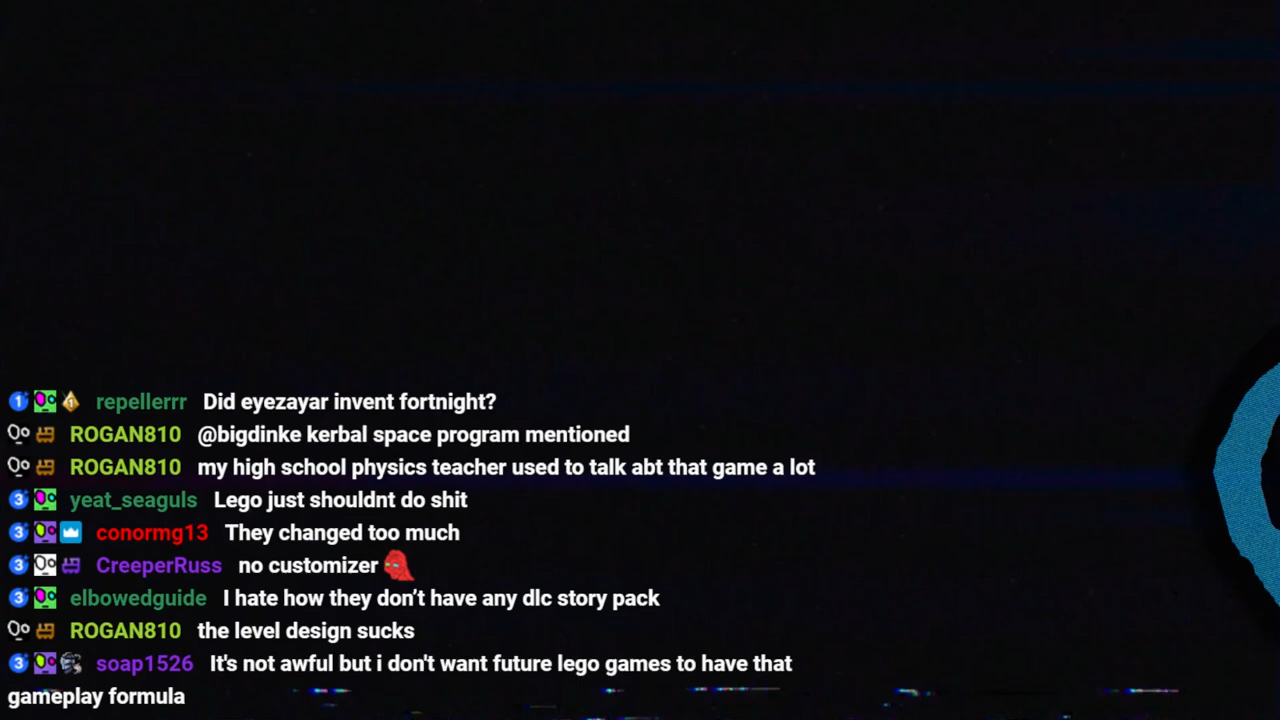 repellerrr Did eyezayar invent fortnight?
ROGAN810 @bigdinke kerbal space program mentioned
ROGAN810 my high school physics teacher used to talk abt that game a lot
yeat_seaguls Lego just shouldnt do shit
conormg13 They changed too much
CreeperRuss no customizer
elbowedguide I hate how they don’t have any dlc story pack
ROGAN810 the level design sucks
soap1526 It's not awful but i don't want future lego games to have that
gameplay formula